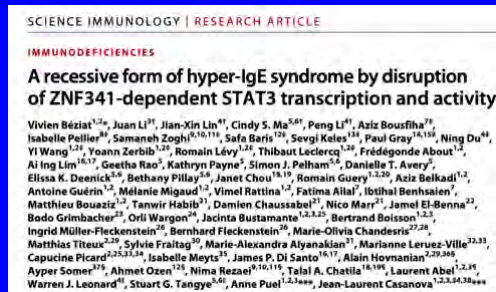 SCIENCE IMMUNOLOGY | RESEARCH ARTICLE
IMMUNODEFICIENCIES
A recessive form of hyper-IgE syndrome by disruption
of ZNF341-dependent STAT3 transcription and activity
Vivien Béziat, Juan Li, Jian-Xin Lin, Cindy S. Ma, Peng Li, Aziz Bousfiha,
Isabelle Pellier, Samaneh Zoghi, Safa Baris, Sevgi Keles, Paul Gray, Ning Du,
Yi Wang, Yoann Zerbib, Romain Lévy, Thibaut Leclercq, Frédégonde About,
Ai Ing Lim, Geetha Rao, Kathryn Payne, Simon J. Pelham, Danielle T. Avery,
Elissa K. Deenick, Bethany Pillay, Janet Chou, Romain Guery, Aziz Belkadi,
Antoine Guérin, Mélanie Migaud, Vimel Rattina, Fatima Ailal, Ibtihal Benhsaien,
Matthieu Bouaziz, Tanwir Habib, Damien Chaussabel, Nico Marr, Jamel El-Benna,
Bodo Grimbacher, Orli Wargon, Jacinta Bustamante, Bertrand Boisson,
Ingrid Müller-Fleckenstein, Bernhard Fleckenstein, Marie-Olivia Chandesris,
Matthias Titeux, Sylvie Fraitag, Marie-Alexandra Alyanakian, Marianne Leruez-Ville,
Capucine Picard, Isabelle Meyts, James P. Di Santo, Alain Hovnanian,
Ayper Somer, Ahmet Ozen, Nima Rezaei, Talal A. Chatila, Laurent Abel,
Warren J. Leonard, Stuart G. Tangye, Anne Puel, Jean-Laurent Casanova